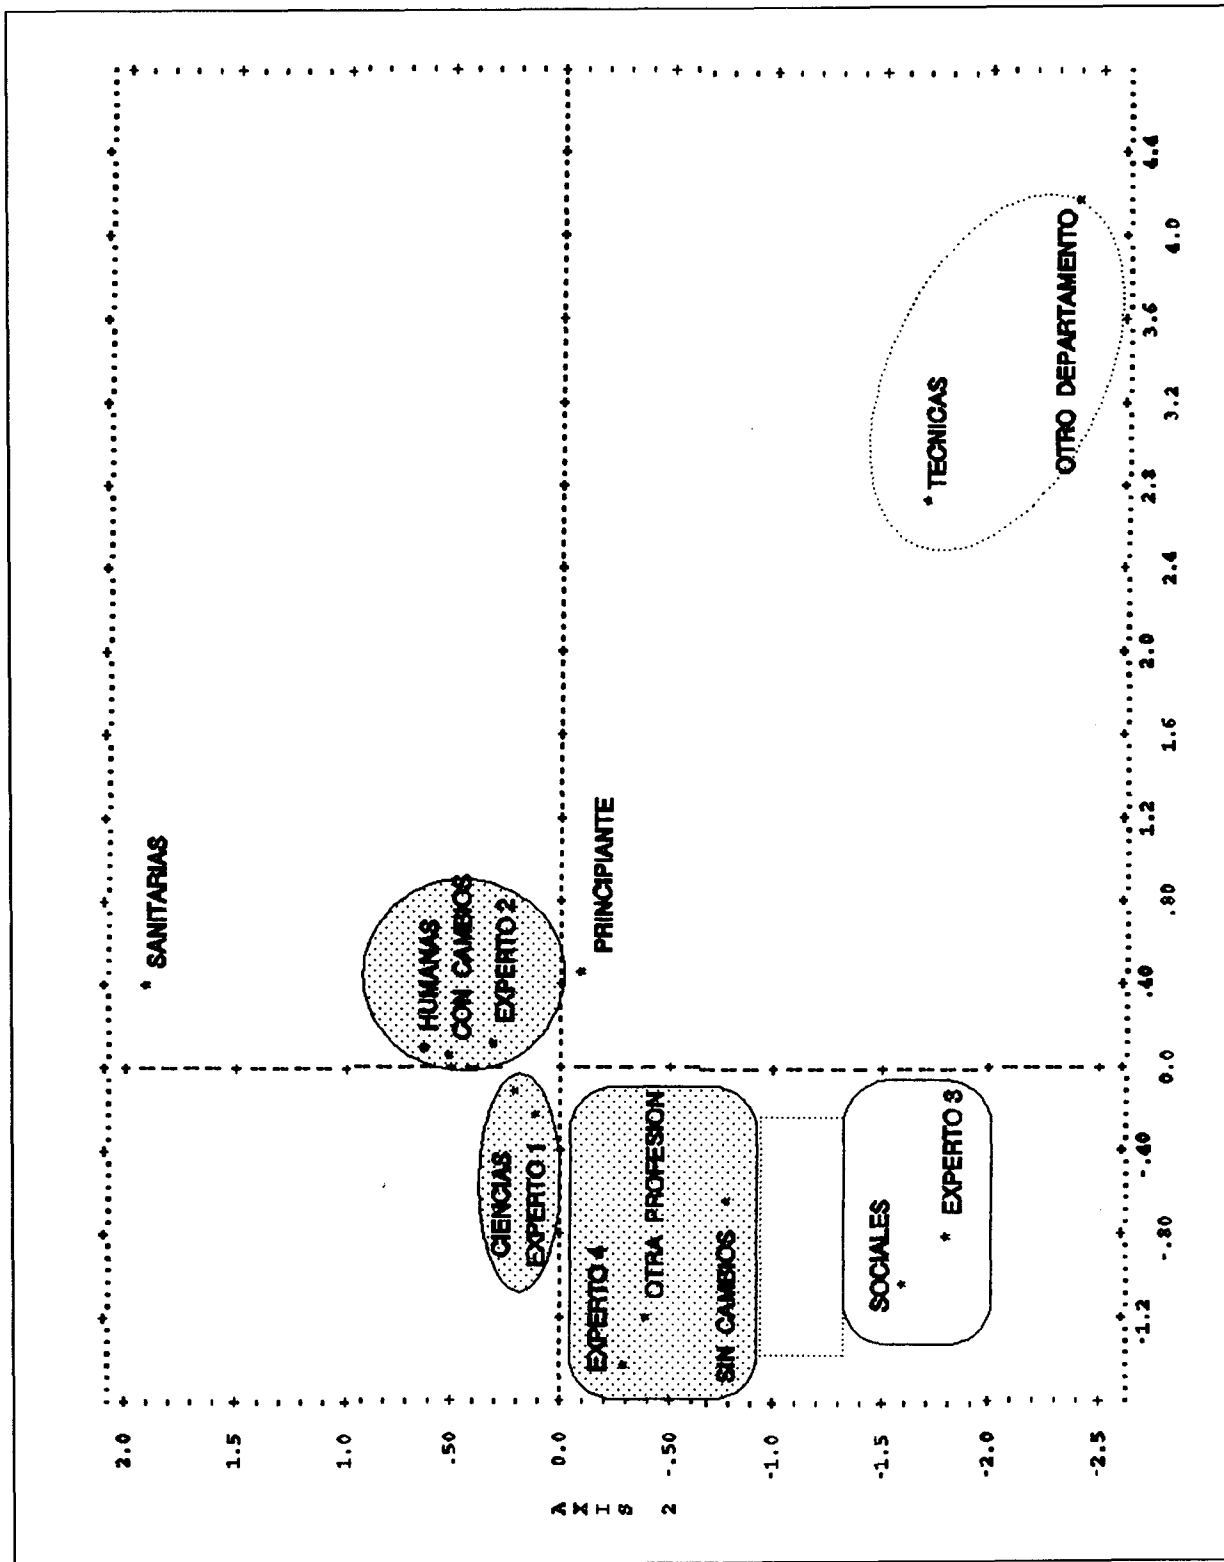 2.0
1.5
.50
0.0
-.50
-1.0
-1.5
-2.0
-2.5
AXIS 2
SANITARIAS
HUMANAS
CON CAMBIOS
EXPERTO 2
CIENCIAS
EXPERTO 1
PRINCIPIANTE
EXPERTO 4
OTRA PROFESION
SIN CAMBIOS
SOCIALES
EXPERTO 3
TECNICAS
OTRO DEPARTAMENTO
-1.2
-.80
-.40
0.0
.40
.80
1.2
1.6
2.0
2.4
2.8
3.2
3.6
4.0
4.4